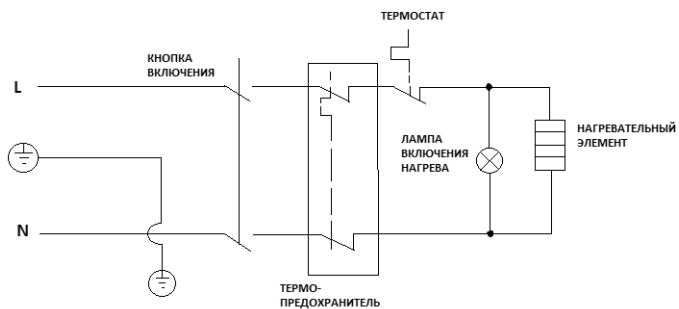 ТЕРМОСТАТ
КНОПКА
ВКЛЮЧЕНИЯ
L
ЛАМПА
ВКЛЮЧЕНИЯ
НАГРЕВА
НАГРЕВАТЕЛЬНЫЙ
ЭЛЕМЕНТ
N
ТЕРМО-
ПРЕДОХРАНИТЕЛЬ